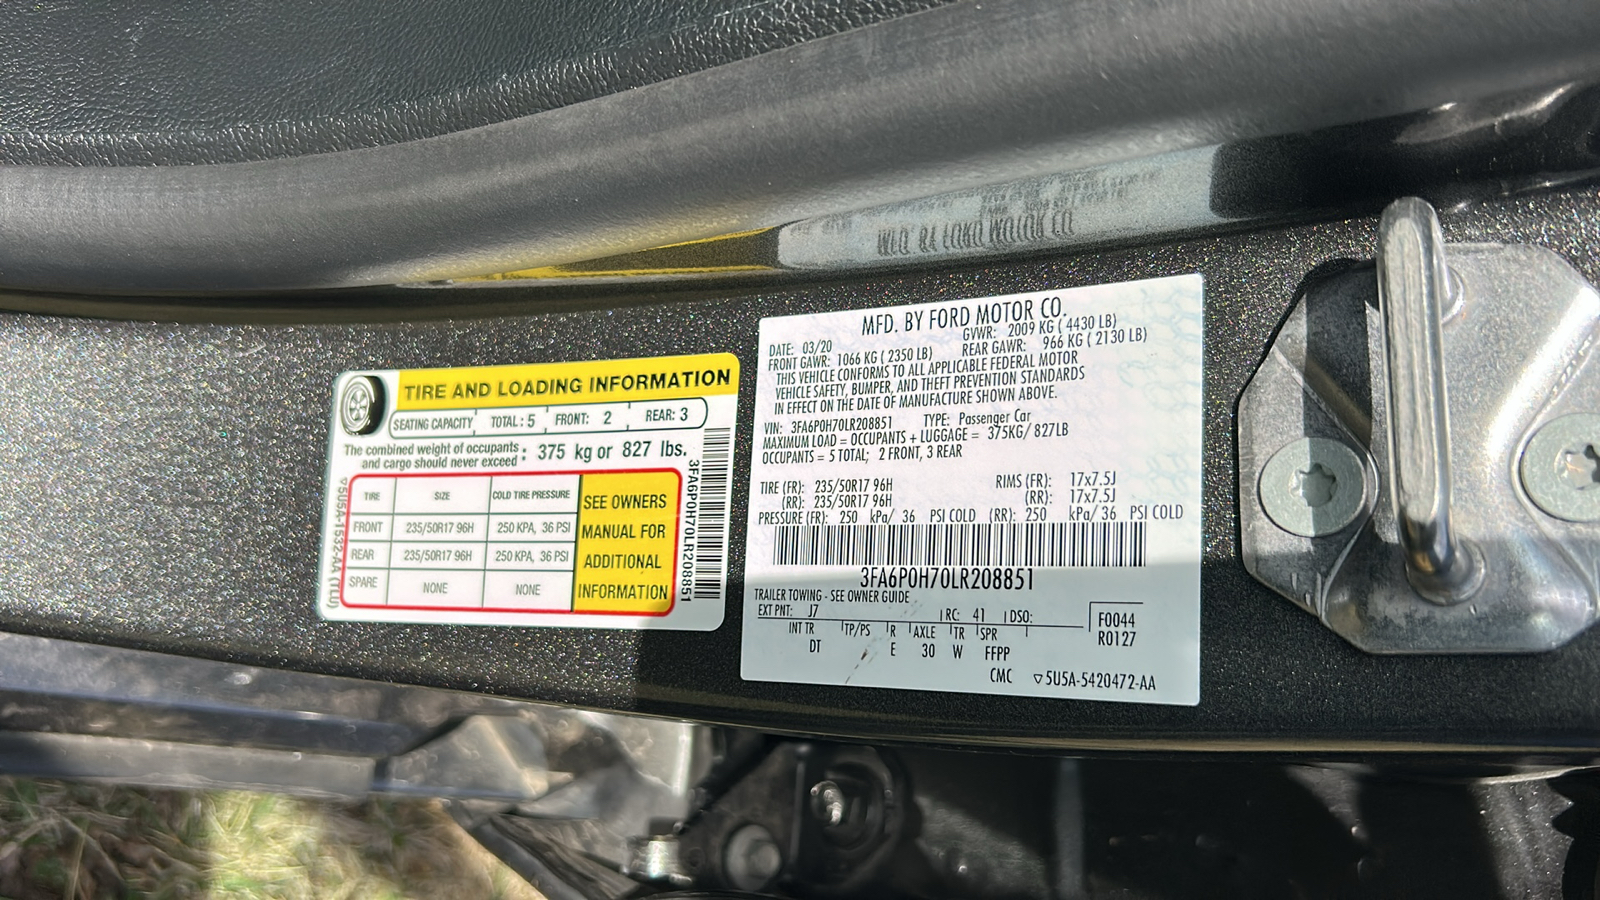 TIRE AND LOADING INFORMATION
SEATING CAPACITY TOTAL: 5 FRONT: 2 REAR: 3
The combined weight of occupants and cargo should never exceed : 375 kg or 827 lbs.
TIRE SIZE COLD TIRE PRESSURE
FRONT 235/50R17 96H 250 KPA, 36 PSI
REAR 235/50R17 96H 250 KPA, 36 PSI
SPARE NONE NONE
SEE OWNERS
MANUAL FOR
ADDITIONAL
INFORMATION
5U5A-1532-AA (TLU)
3FA6P0H70LR208851
MFD. BY FORD MOTOR CO.
DATE: 03/20 GVWR: 2009 KG ( 4430 LB)
FRONT GAWR: 1066 KG ( 2350 LB) REAR GAWR: 966 KG ( 2130 LB)
THIS VEHICLE CONFORMS TO ALL APPLICABLE FEDERAL MOTOR
VEHICLE SAFETY, BUMPER, AND THEFT PREVENTION STANDARDS
IN EFFECT ON THE DATE OF MANUFACTURE SHOWN ABOVE.
VIN: 3FA6P0H70LR208851 TYPE: Passenger Car
MAXIMUM LOAD = OCCUPANTS + LUGGAGE = 375KG/ 827LB
OCCUPANTS = 5 TOTAL; 2 FRONT, 3 REAR
TIRE (FR): 235/50R17 96H RIMS (FR): 17x7.5J
(RR): 235/50R17 96H (RR): 17x7.5J
PRESSURE (FR): 250 kPa/ 36 PSI COLD (RR): 250 kPa/ 36 PSI COLD
3FA6P0H70LR208851
TRAILER TOWING - SEE OWNER GUIDE
EXT PNT: J7 RC: 41 DSO:
F0044
R0127
INT TR TP/PS R AXLE TR SPR
DT E 30 W FFPP
CMC 5U5A-5420472-AA